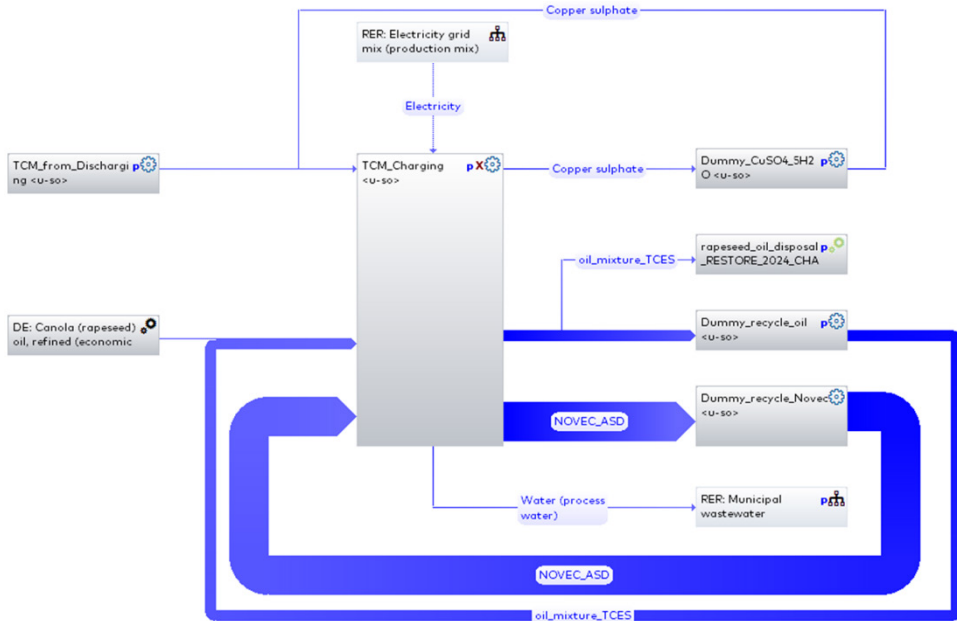 Copper sulphate
RER: Electricity grid
mix (production mix)
Electricity
TCM_from_Dischargi
ng <u-so>
p
TCM_Charging
<u-so>
p X
Copper sulphate
Dummy_CuSO4_5H2
O <u-so>
p
rapeseed_oil_disposal
_RESTORE_2024_CHA
p
oil_mixture_TCES
DE: Canola (rapeseed)
oil, refined (economic
Dummy_recycle_oil
<u-so>
p
Dummy_recycle_Novec
<u-so>
NOVEC_ASD
Water (process
water)
RER: Municipal
wastewater
p
NOVEC_ASD
oil_mixture_TCES